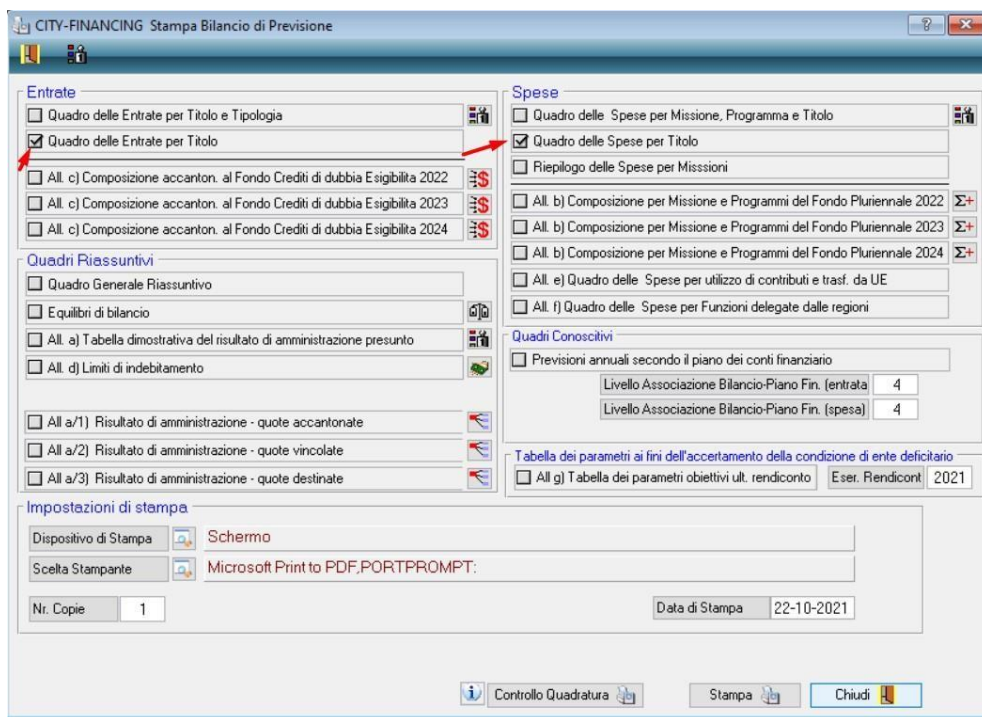 CITY-FINANCING Stampa Bilancio di Previsione
Entrate
Quadro delle Entrate per Titolo e Tipologia
Quadro delle Entrate per Titolo
All. c) Composizione accanton. al Fondo Crediti di dubbia Esigibilita 2022
All. c) Composizione accanton. al Fondo Crediti di dubbia Esigibilita 2023
All. c) Composizione accanton. al Fondo Crediti di dubbia Esigibilita 2024
Quadri Riassuntivi
Quadro Generale Riassuntivo
Equilibri di bilancio
All. a) Tabella dimostrativa del risultato di amministrazione presunto
All. d) Limiti di indebitamento
All a/1) Risultato di amministrazione - quote accantonate
All a/2) Risultato di amministrazione - quote vincolate
All a/3) Risultato di amministrazione - quote destinate
Spese
Quadro delle Spese per Missione, Programma e Titolo
Quadro delle Spese per Titolo
Riepilogo delle Spese per Misssioni
All. b) Composizione per Missione e Programmi del Fondo Pluriennale 2022 Σ+
All. b) Composizione per Missione e Programmi del Fondo Pluriennale 2023 Σ+
All. b) Composizione per Missione e Programmi del Fondo Pluriennale 2024 Σ+
All. e) Quadro delle Spese per utilizzo di contributi e trasf. da UE
All. f) Quadro delle Spese per Funzioni delegate dalle regioni
Quadri Conoscitivi
Previsioni annuali secondo il piano dei conti finanziario
Livello Associazione Bilancio-Piano Fin. (entrata 4
Livello Associazione Bilancio-Piano Fin. (spesa) 4
Tabella dei parametri ai fini dell'accertamento della condizione di ente deficitario
All g) Tabella dei parametri obiettivi ult. rendiconto Eser. Rendicont 2021
Impostazioni di stampa
Dispositivo di Stampa Schermo
Scelta Stampante Microsoft Print to PDF,PORTPROMPT:
Nr. Copie 1 Data di Stampa 22-10-2021
Controllo Quadratura Stampa Chiudi